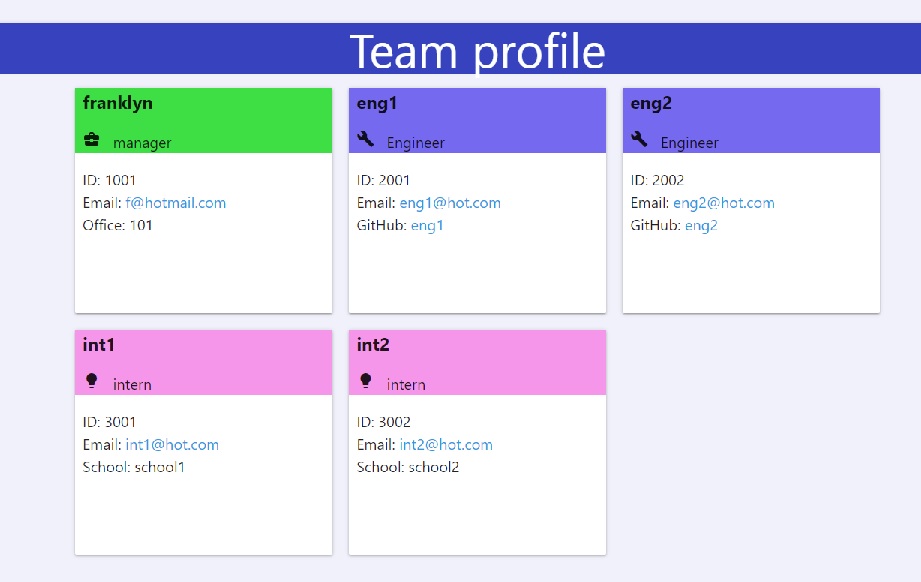 Team profile
franklyn
manager
ID: 1001
Email: f@hotmail.com
Office: 101
eng1
Engineer
ID: 2001
Email: eng1@hot.com
GitHub: eng1
eng2
Engineer
ID: 2002
Email: eng2@hot.com
GitHub: eng2
int1
intern
ID: 3001
Email: int1@hot.com
School: school1
int2
intern
ID: 3002
Email: int2@hot.com
School: school2